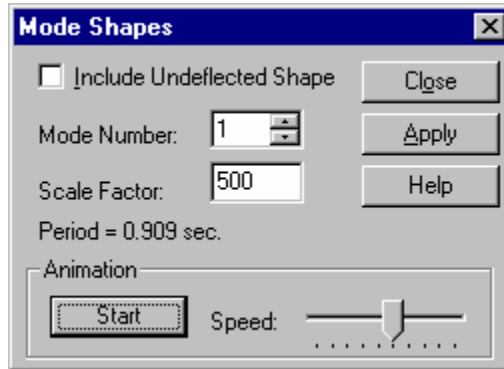 Mode Shapes
Include Undeflected Shape
Close
Mode Number: 1
Apply
Scale Factor: 500
Help
Period = 0.909 sec.
Animation
Start
Speed: